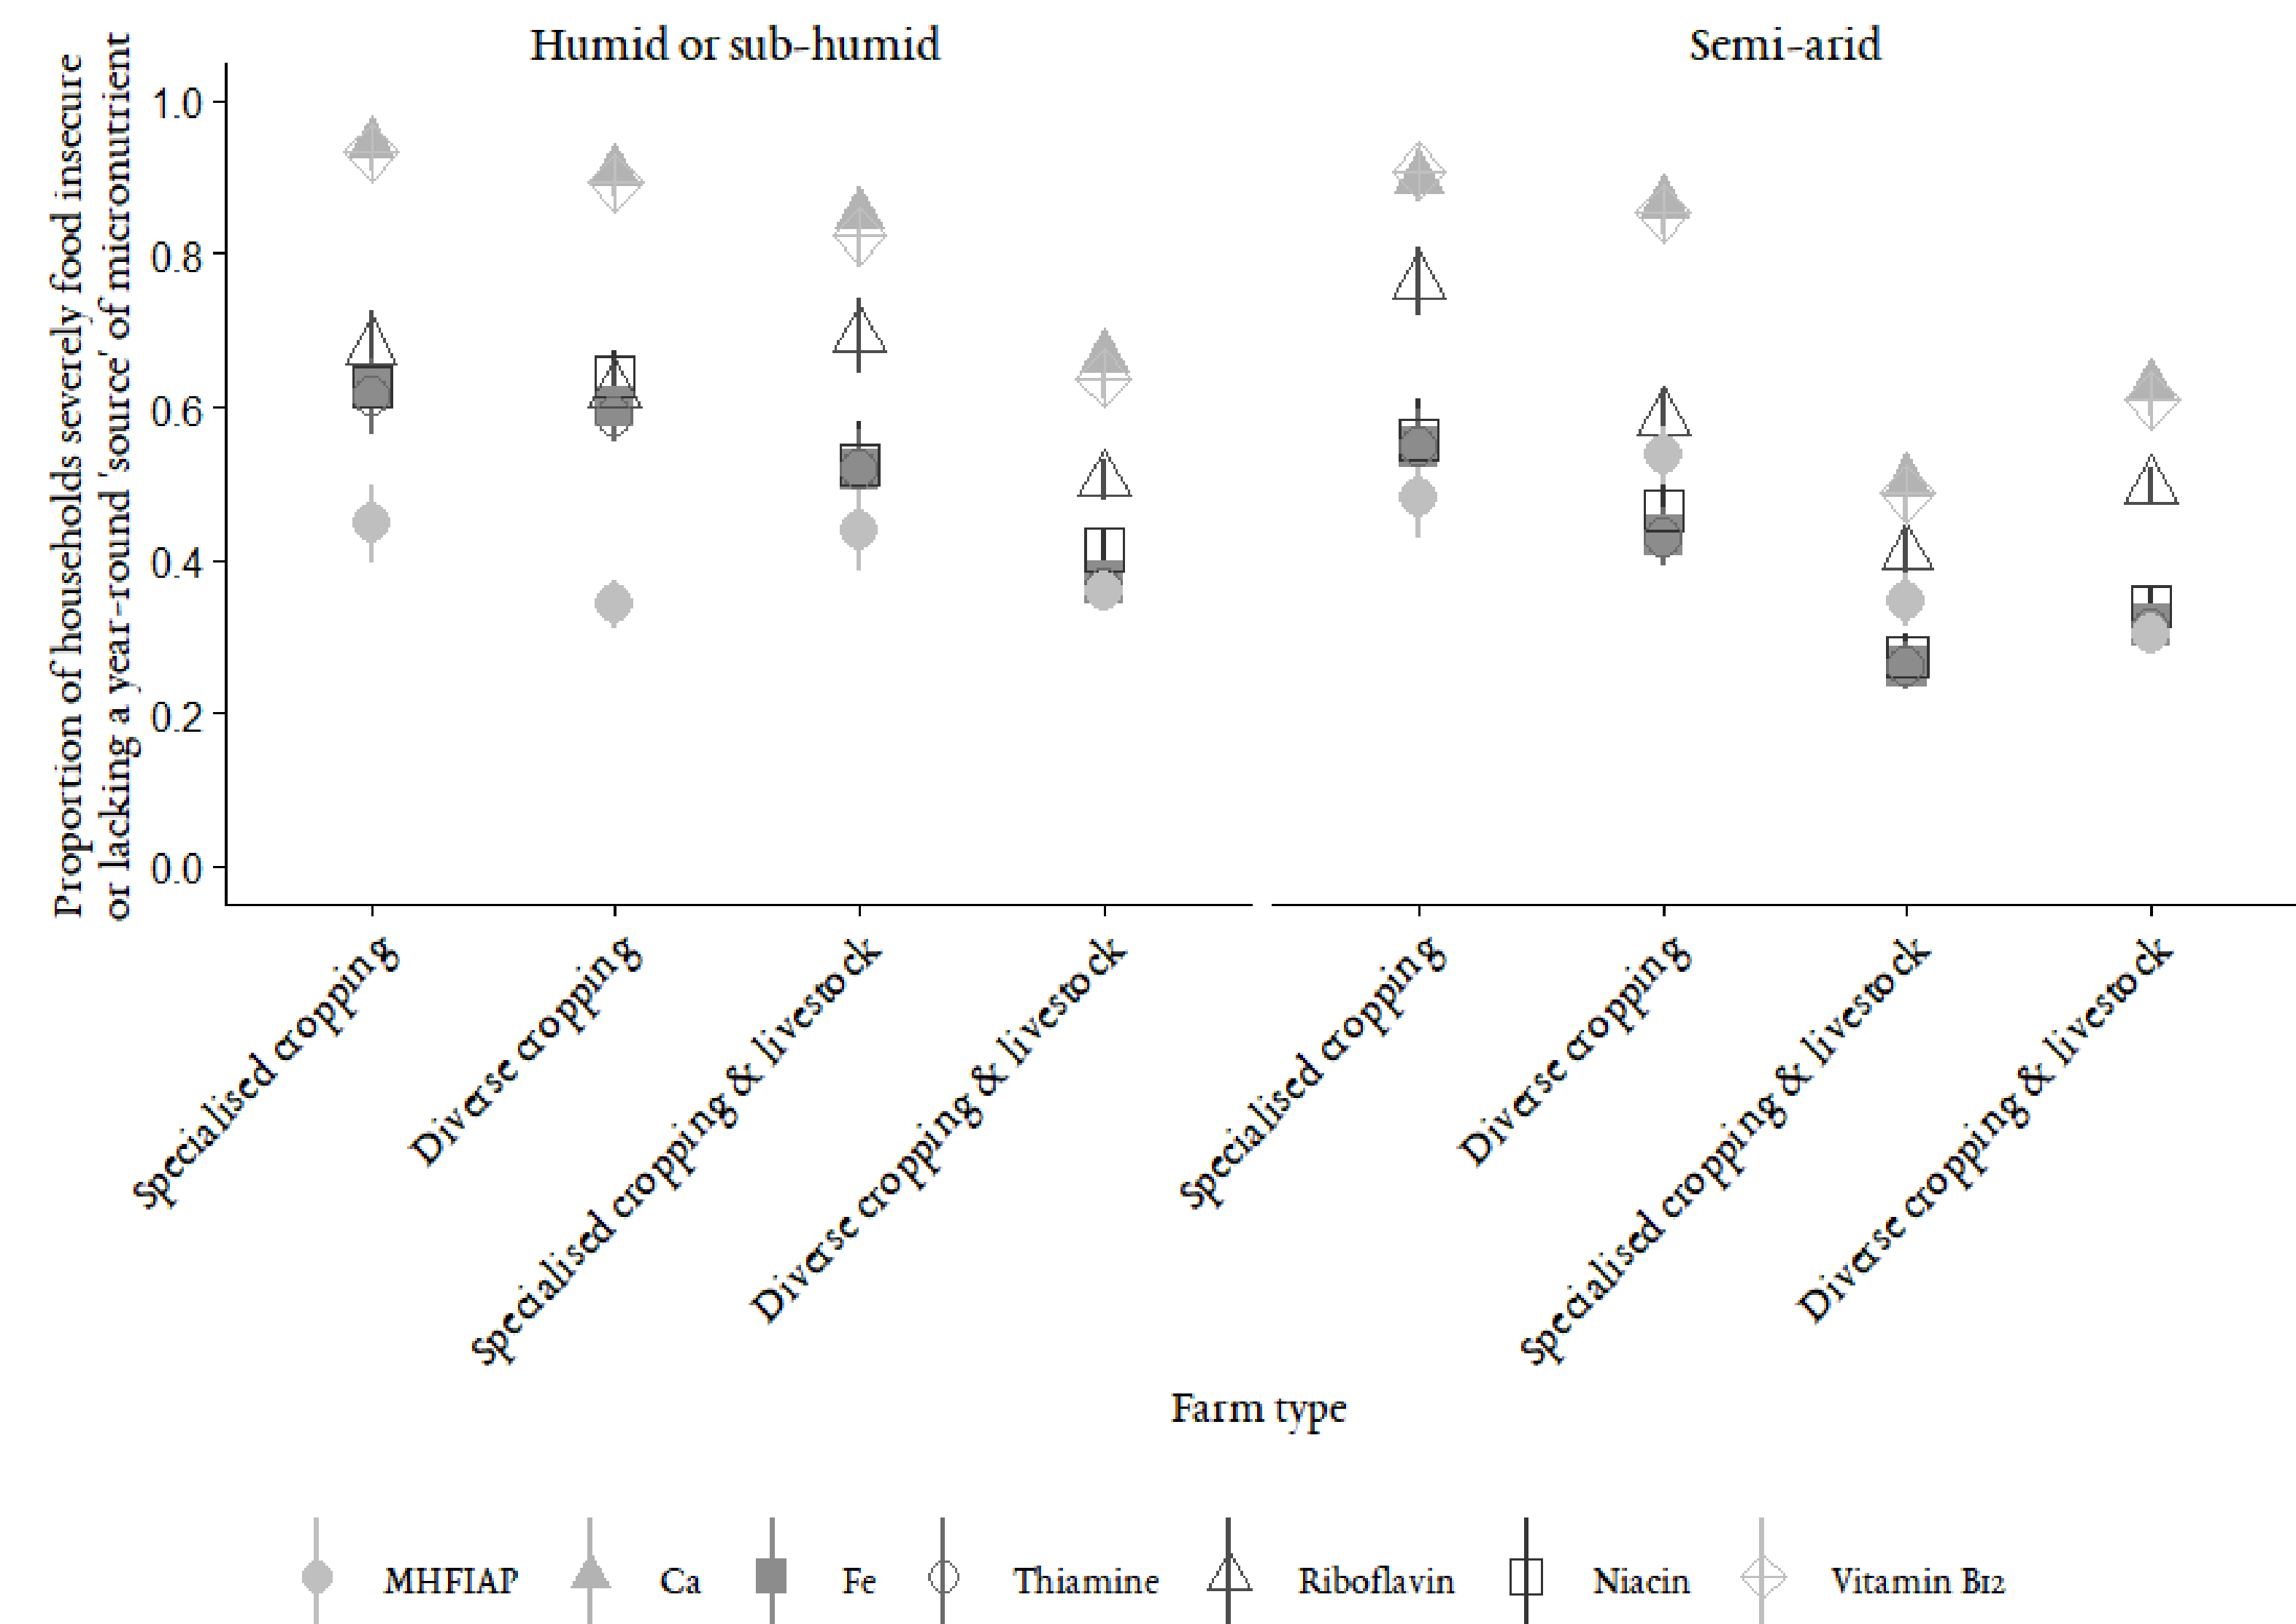 Humid or sub-humid
Semi-arid
Proportion of households severely food insecure
or lacking a year-round 'source' of micronutrient
1.0
0.8
0.6
0.4
0.2
0.0
Specialised cropping
Diverse cropping
Specialised cropping & livestock
Diverse cropping & livestock
Specialised cropping
Diverse cropping
Specialised cropping & livestock
Diverse cropping & livestock
Farm type
MHFIAP Ca Fe Thiamine Riboflavin Niacin Vitamin B12